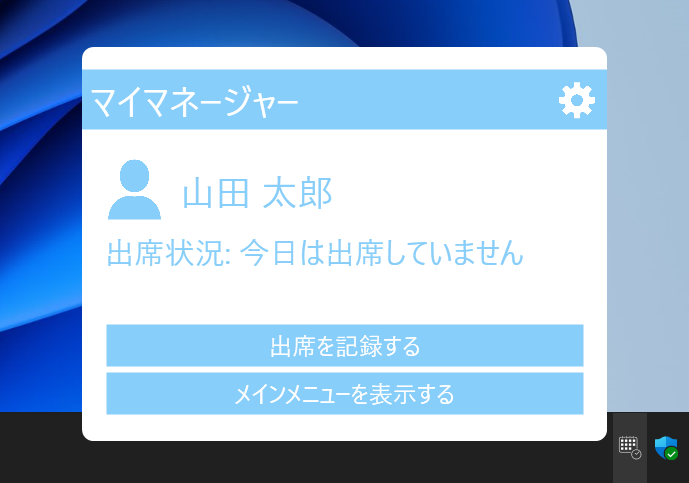 マイマネージャー
山田 太郎
出席状況: 今日は出席していません
出席を記録する
メインメニューを表示する